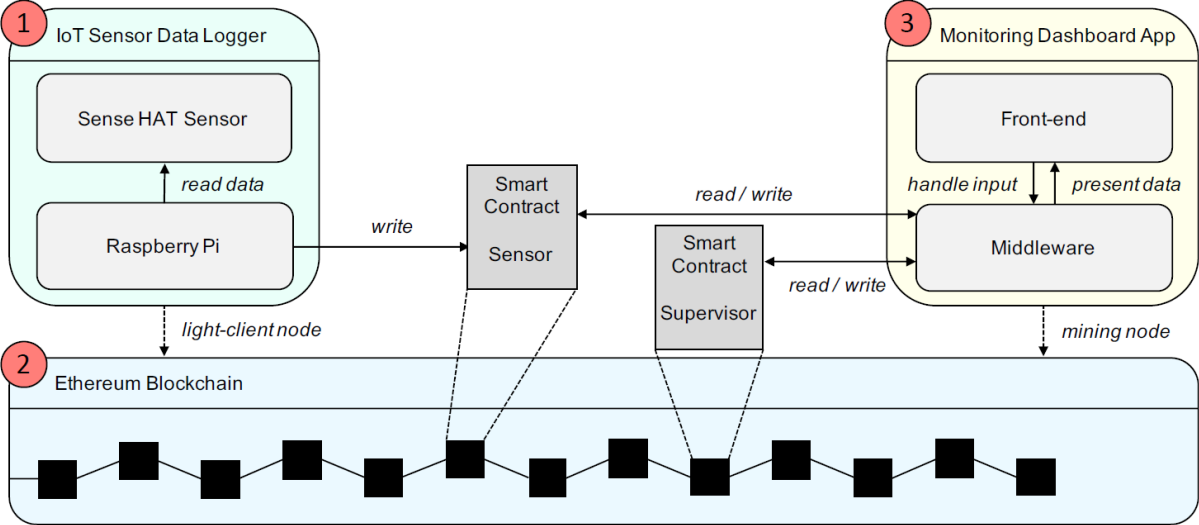 1
IoT Sensor Data Logger
Sense HAT Sensor
read data
Raspberry Pi
write
Smart
Contract
Sensor
read / write
Smart
Contract
Supervisor
read / write
3
Monitoring Dashboard App
Front-end
handle input
present data
Middleware
light-client node
mining node
2
Ethereum Blockchain